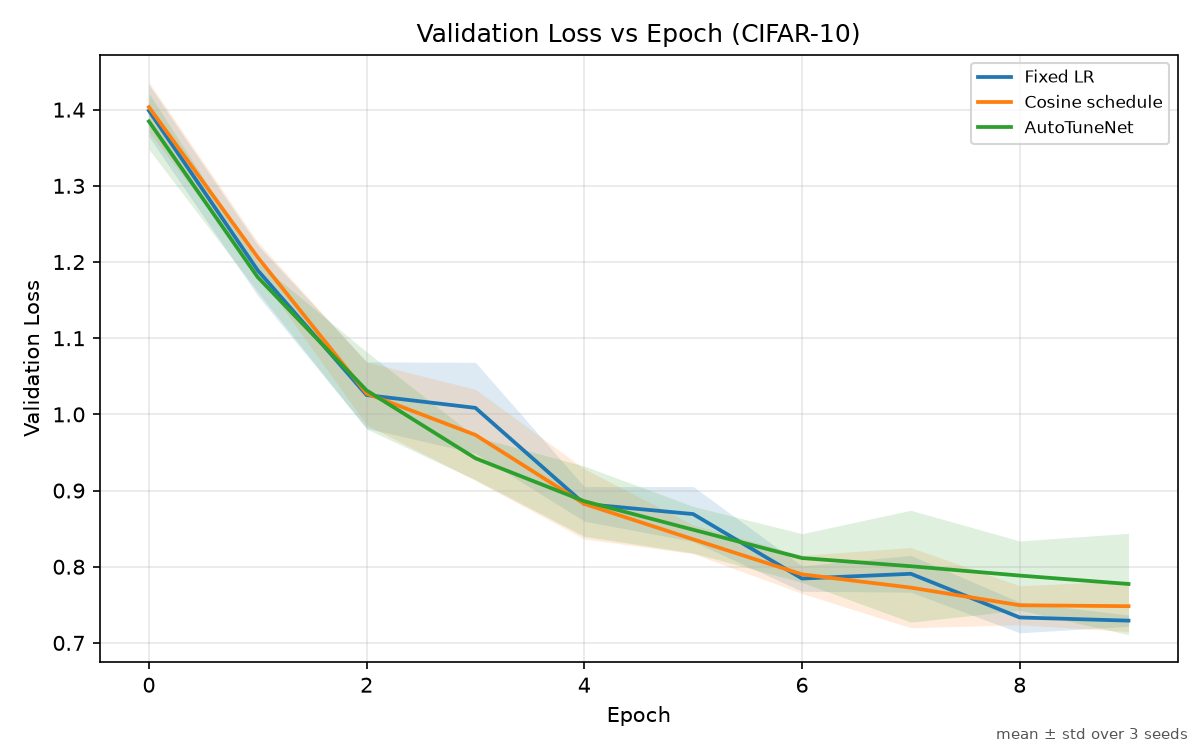 Validation Loss vs Epoch (CIFAR-10)
Fixed LR
Cosine schedule
AutoTuneNet
Validation Loss
1.4
1.3
1.2
1.1
1.0
0.9
0.8
0.7
0 2 4 6 8
Epoch
mean ± std over 3 seeds